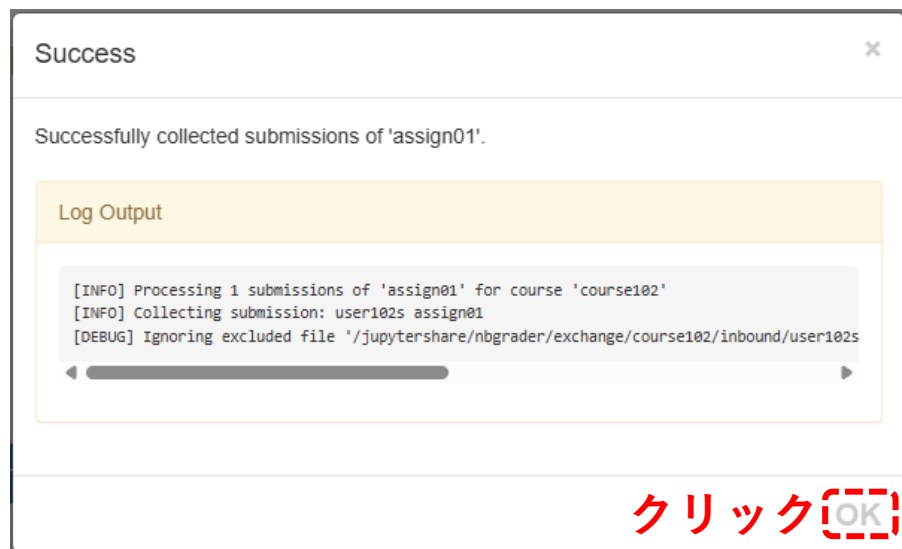 Success ×
Successfully collected submissions of 'assign01'.
Log Output
[INFO] Processing 1 submissions of 'assign01' for course 'course102'
[INFO] Collecting submission: user102s assign01
[DEBUG] Ignoring excluded file '/jupytershare/nbgrader/exchange/course102/inbound/user102s
クリック OK